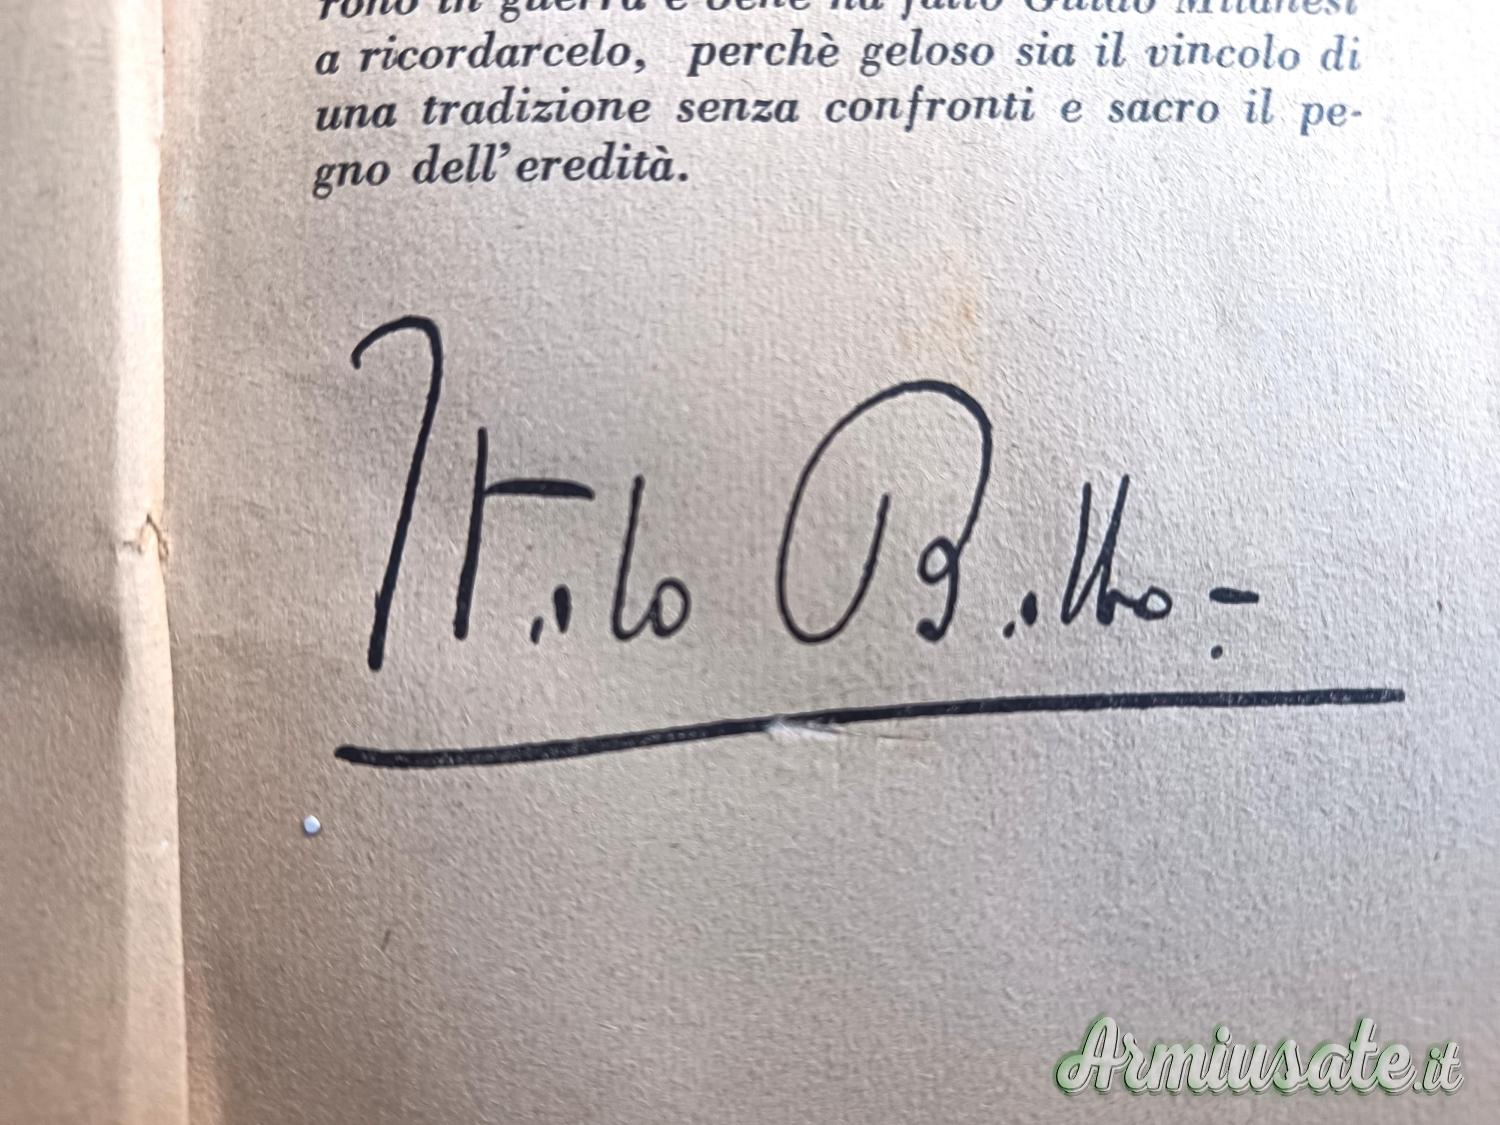 rono in guerra e bene ha fatto Guido Milanesi
a ricordarcelo, perchè geloso sia il vincolo di
una tradizione senza confronti e sacro il pe-
gno dell'eredità.
Italo Balbo -
Armiusate.it